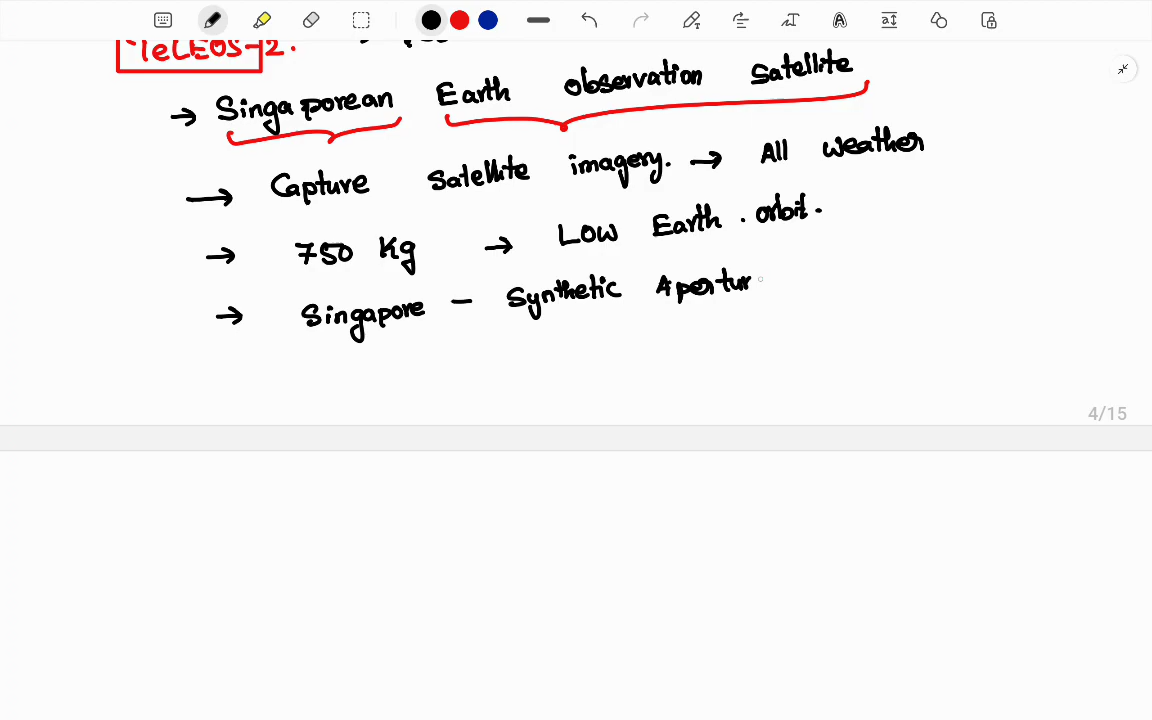 TeLEOS-2.
→ Singaporean Earth observation Satellite
→ Capture Satellite imagery. → All weather
→ 750 Kg → Low Earth . orbit.
→ Singapore – Synthetic Apertur
4/15